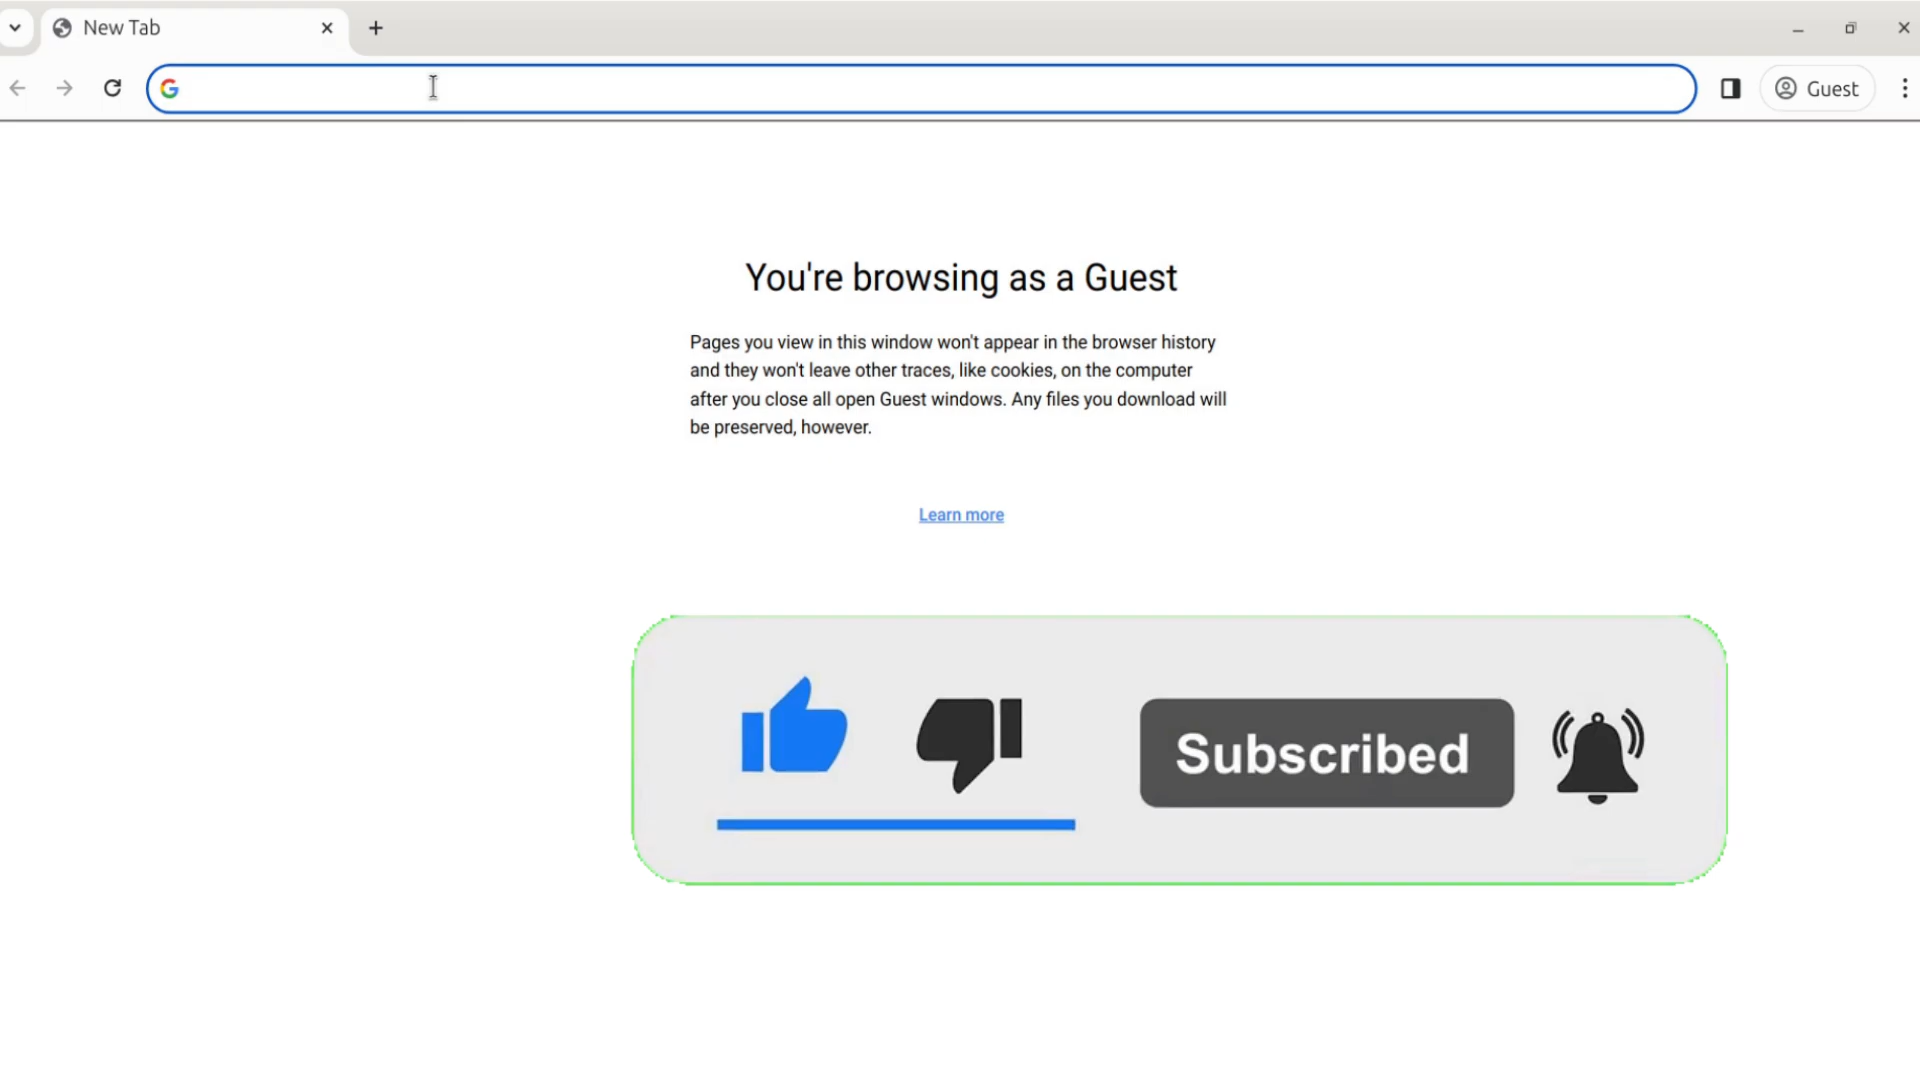 New Tab
Guest
You're browsing as a Guest
Pages you view in this window won't appear in the browser history
and they won't leave other traces, like cookies, on the computer
after you close all open Guest windows. Any files you download will
be preserved, however.
Learn more
Subscribed